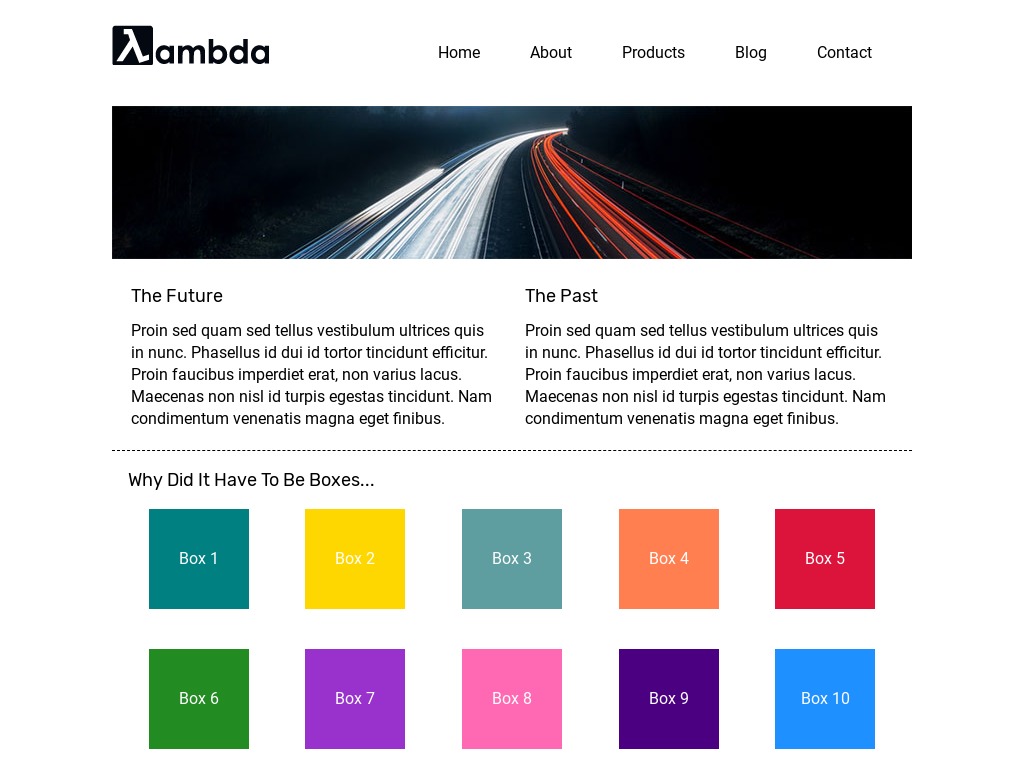 λambda
Home About Products Blog Contact
The Future
Proin sed quam sed tellus vestibulum ultrices quis
in nunc. Phasellus id dui id tortor tincidunt efficitur.
Proin faucibus imperdiet erat, non varius lacus.
Maecenas non nisl id turpis egestas tincidunt. Nam
condimentum venenatis magna eget finibus.
The Past
Proin sed quam sed tellus vestibulum ultrices quis
in nunc. Phasellus id dui id tortor tincidunt efficitur.
Proin faucibus imperdiet erat, non varius lacus.
Maecenas non nisl id turpis egestas tincidunt. Nam
condimentum venenatis magna eget finibus.
Why Did It Have To Be Boxes...
Box 1 Box 2 Box 3 Box 4 Box 5
Box 6 Box 7 Box 8 Box 9 Box 10